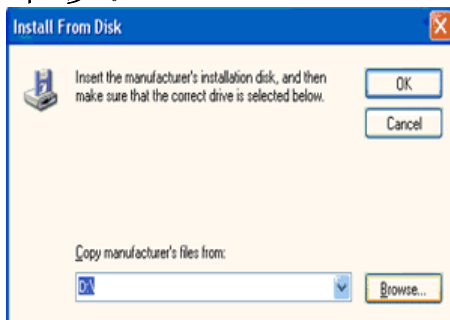 Install From Disk
Insert the manufacturer's installation disk, and then
make sure that the correct drive is selected below.
OK
Cancel
Copy manufacturer's files from:
D:\
Browse...